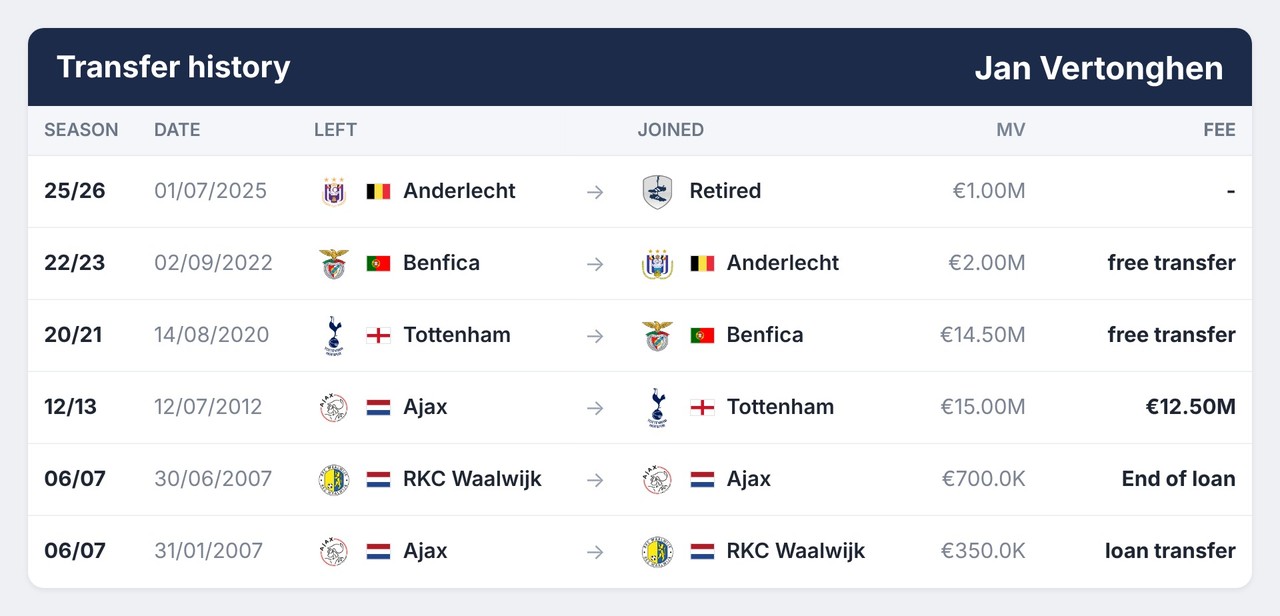 Transfer history Jan Vertonghen
SEASON DATE LEFT JOINED MV FEE
25/26 01/07/2025 Anderlecht → Retired €1.00M -
22/23 02/09/2022 Benfica → Anderlecht €2.00M free transfer
20/21 14/08/2020 Tottenham → Benfica €14.50M free transfer
12/13 12/07/2012 Ajax → Tottenham €15.00M €12.50M
06/07 30/06/2007 RKC Waalwijk → Ajax €700.0K End of loan
06/07 31/01/2007 Ajax → RKC Waalwijk €350.0K loan transfer